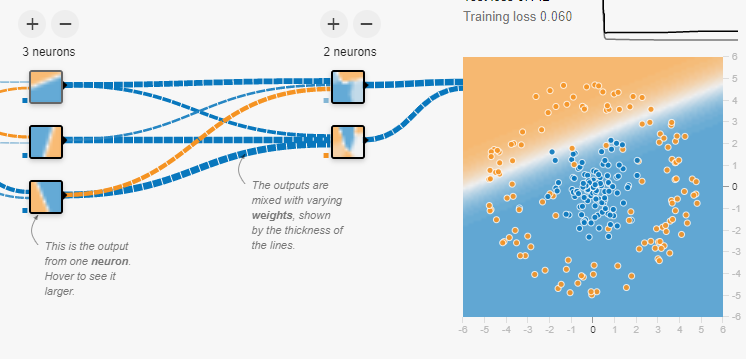 Training loss 0.060
+ −
+ −
3 neurons
2 neurons
The outputs are
mixed with varying
weights, shown
by the thickness of
the lines.
This is the output
from one neuron.
Hover to see it
larger.
6
5
4
3
2
1
0
-1
-2
-3
-4
-5
-6
-6 -5 -4 -3 -2 -1 0 1 2 3 4 5 6